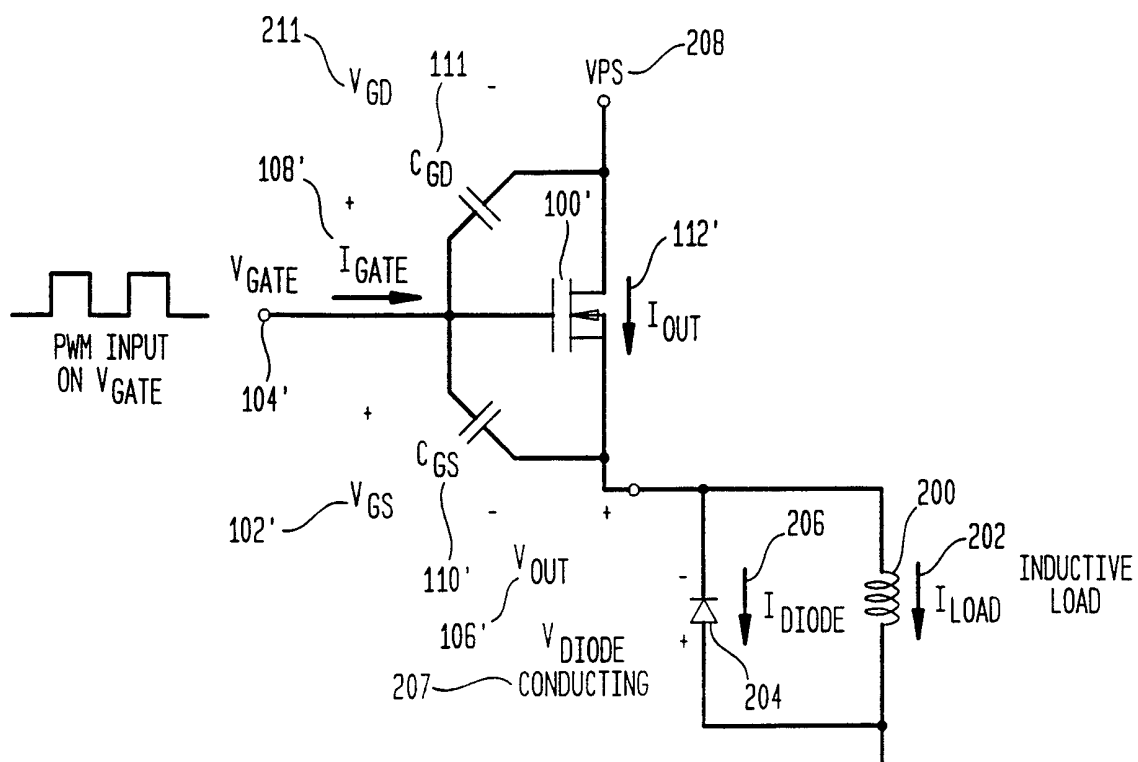 211
V_GD
111
-
VPS
208
108'
C_GD
+
100'
112'
V_GATE
I_GATE
I_OUT
PWM INPUT
ON V_GATE
104'
+
C_GS
102'
V_GS
-
+
110'
V_OUT
106'
206
200
202
-
I_DIODE
I_LOAD
INDUCTIVE
LOAD
+
V_DIODE
CONDUCTING
207
204